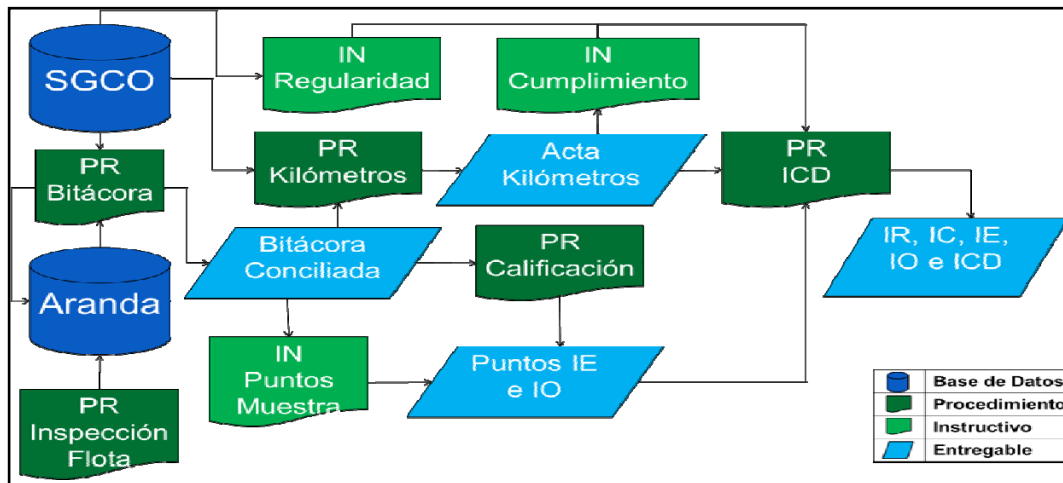 SGCO
IN
Regularidad
IN
Cumplimiento
PR
Bitácora
PR
Kilómetros
Acta
Kilómetros
PR
ICD
Bitácora
Conciliada
PR
Calificación
IR, IC, IE,
IO e ICD
Aranda
IN
Puntos
Muestra
Puntos IE
e IO
PR
Inspección
Flota
Base de Datos
Procedimiento
Instructivo
Entregable